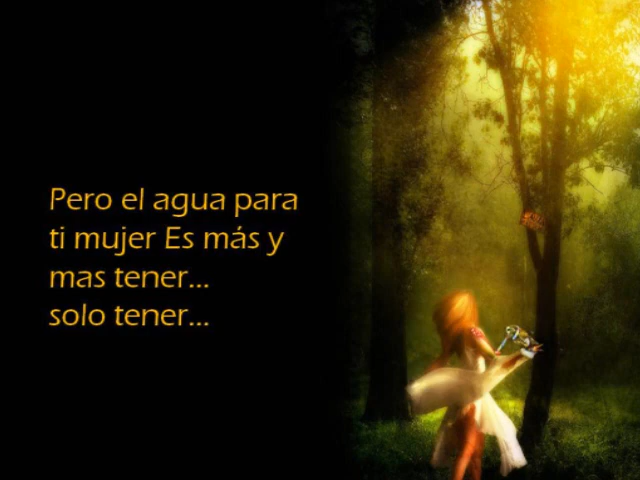 Pero el agua para
ti mujer Es más y
mas tener...
solo tener...